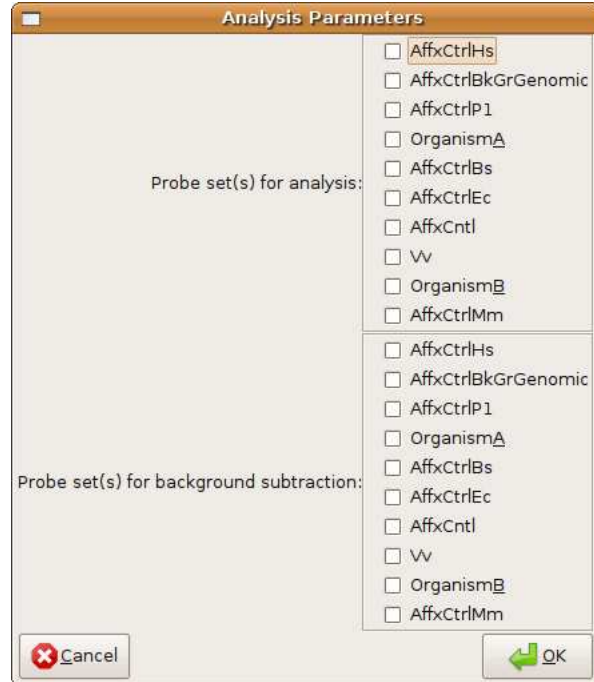 Analysis Parameters
Probe set(s) for analysis:
AffxCtrlHs
AffxCtrlBkGrGenomic
AffxCtrlP1
OrganismA
AffxCtrlBs
AffxCtrlEc
AffxCntl
Vv
OrganismB
AffxCtrlMm
Probe set(s) for background subtraction:
AffxCtrlHs
AffxCtrlBkGrGenomic
AffxCtrlP1
OrganismA
AffxCtrlBs
AffxCtrlEc
AffxCntl
Vv
OrganismB
AffxCtrlMm
Cancel
OK